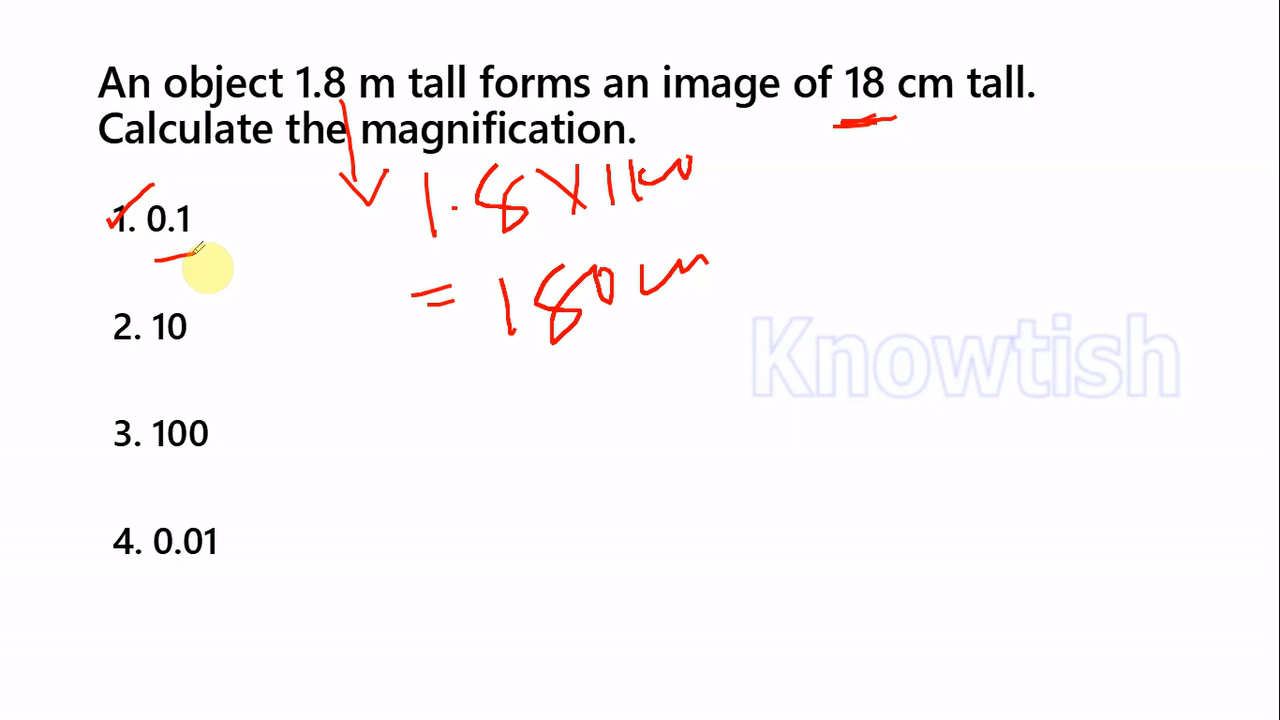 An object 1.8 m tall forms an image of 18 cm tall.
Calculate the magnification.
1.8 X 100
1. 0.1
= 180 cm
2. 10
Knowtish
3. 100
4. 0.01